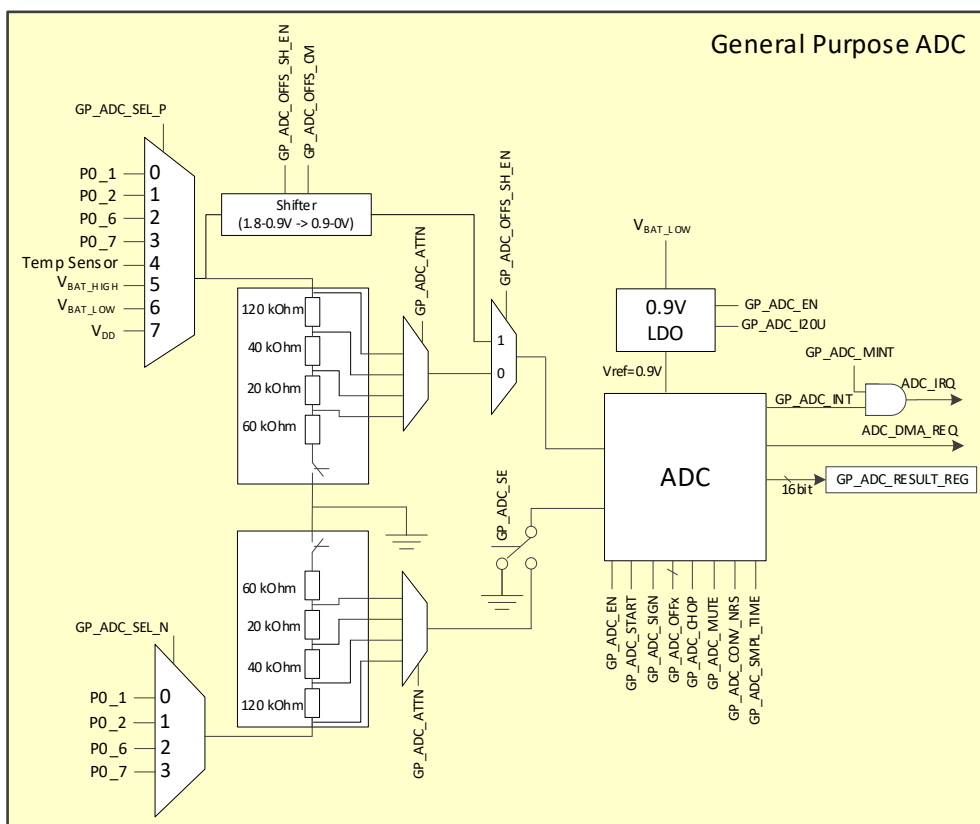 General Purpose ADC
GP_ADC_OFFS_SH_EN
GP_ADC_OFFS_CM
GP_ADC_SEL_P
P0_1
P0_2
P0_6
P0_7
Temp Sensor
VBAT_HIGH
VBAT_LOW
VDD
0
1
2
3
4
5
6
7
Shifter
(1.8-0.9V -> 0.9-0V)
120 kOhm
40 kOhm
20 kOhm
60 kOhm
GP_ADC_ATTN
GP_ADC_OFFS_SH_EN
1
0
VBAT_LOW
0.9V
LDO
GP_ADC_EN
GP_ADC_I20U
Vref=0.9V
GP_ADC_MINT
GP_ADC_INT
ADC_IRQ
ADC_DMA_REQ
ADC
16bit
GP_ADC_RESULT_REG
GP_ADC_SE
GP_ADC_EN
GP_ADC_START
GP_ADC_SIGN
GP_ADC_OFFx
GP_ADC_CHOP
GP_ADC_MUTE
GP_ADC_CONV_NRS
GP_ADC_SMPL_TIME
60 kOhm
20 kOhm
40 kOhm
120 kOhm
GP_ADC_ATTN
GP_ADC_SEL_N
P0_1
P0_2
P0_6
P0_7
0
1
2
3